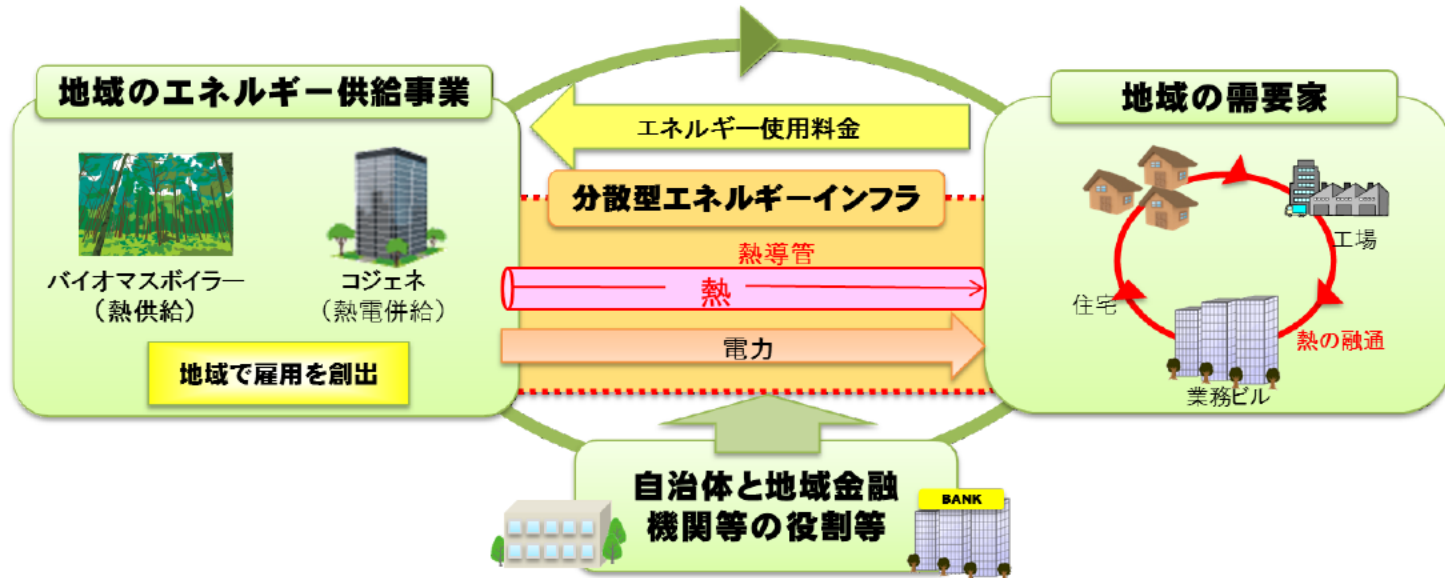 地域のエネルギー供給事業
バイオマスボイラー
（熱供給）
コジェネ
（熱電併給）
地域で雇用を創出
エネルギー使用料金
分散型エネルギーインフラ
熱導管
熱
電力
地域の需要家
工場
住宅
熱の融通
業務ビル
自治体と地域金融
機関等の役割等
BANK